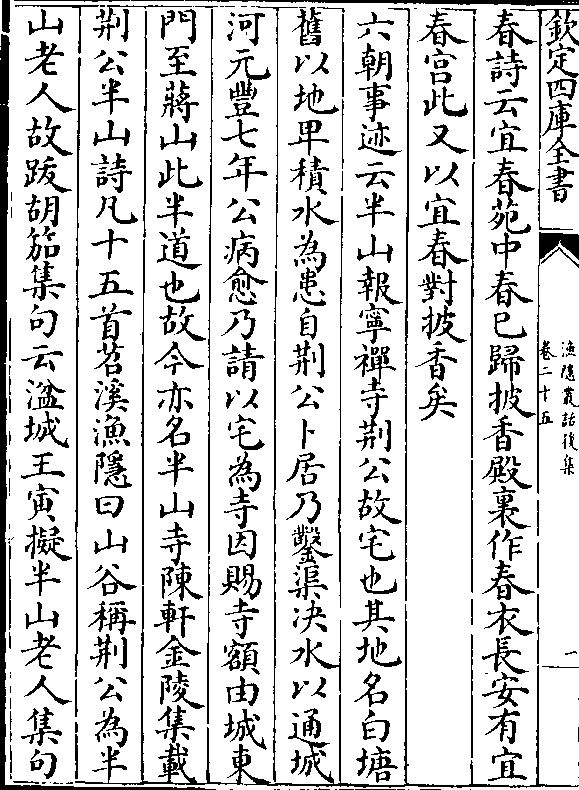 欽定四庫全書
漁隱叢話後集
卷二十五
一
春詩云宜春苑中春已歸披香殿裏作春衣長安有宜
春宫此又以宜春對披香矣
六朝事迹云半山報寧禪寺荆公故宅也其地名白塘
舊以地卑積水為患自荆公卜居乃鑿渠決水以通城
河元豐七年公病愈乃請以宅為寺因賜寺額由城東
門至蔣山此半道也故今亦名半山寺陳軒金陵集載
荆公半山詩凡十五首苕溪漁隱曰山谷稱荆公為半
山老人故跋胡笳集句云湓城王寅擬半山老人集句